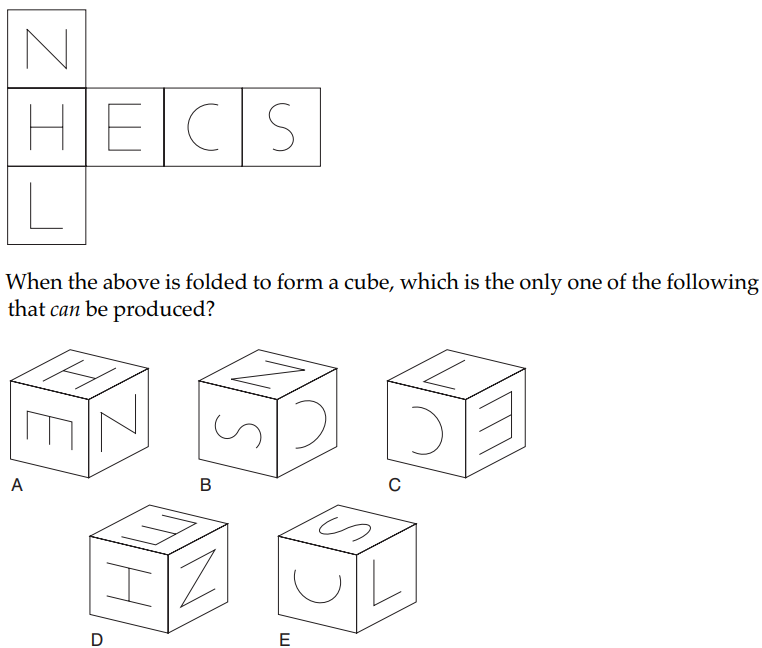 N
H E C S
L
When the above is folded to form a cube, which is the only one of the following
that can be produced?
H
E N
N
S C
L
C E
A B C
E
H N
S
C L
D E